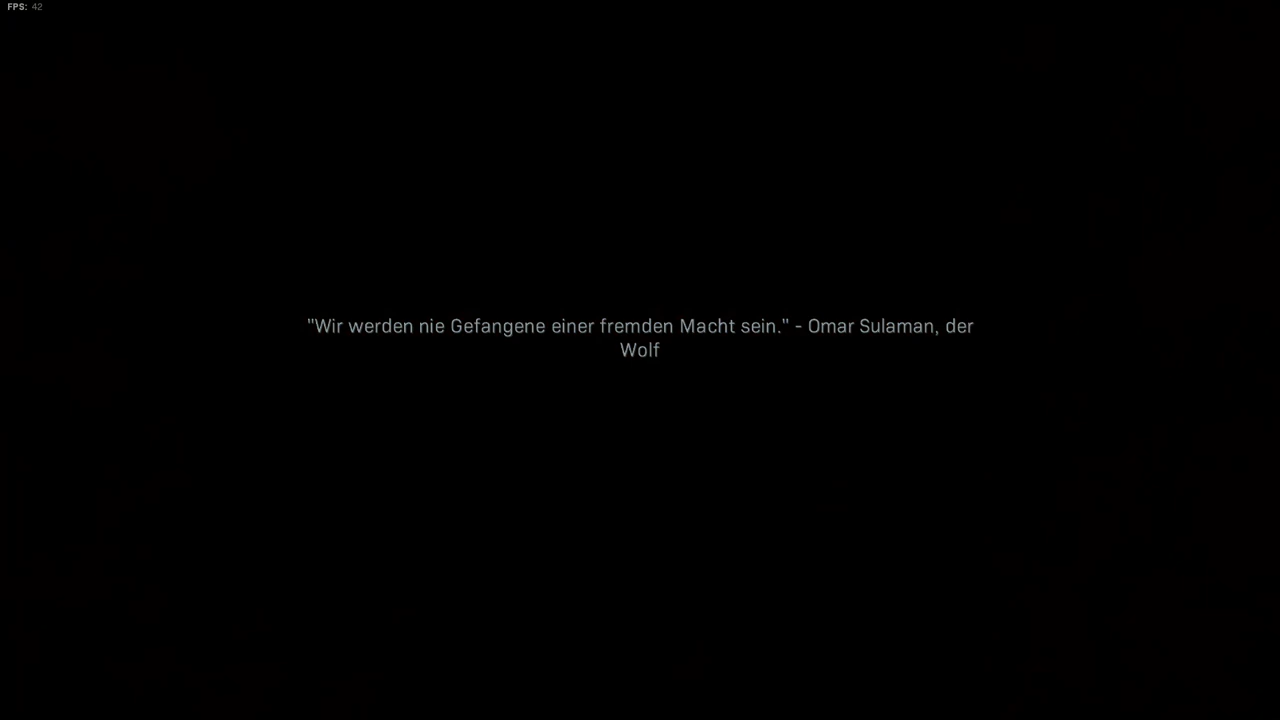 FPS: 42
"Wir werden nie Gefangene einer fremden Macht sein." - Omar Sulaman, der
Wolf